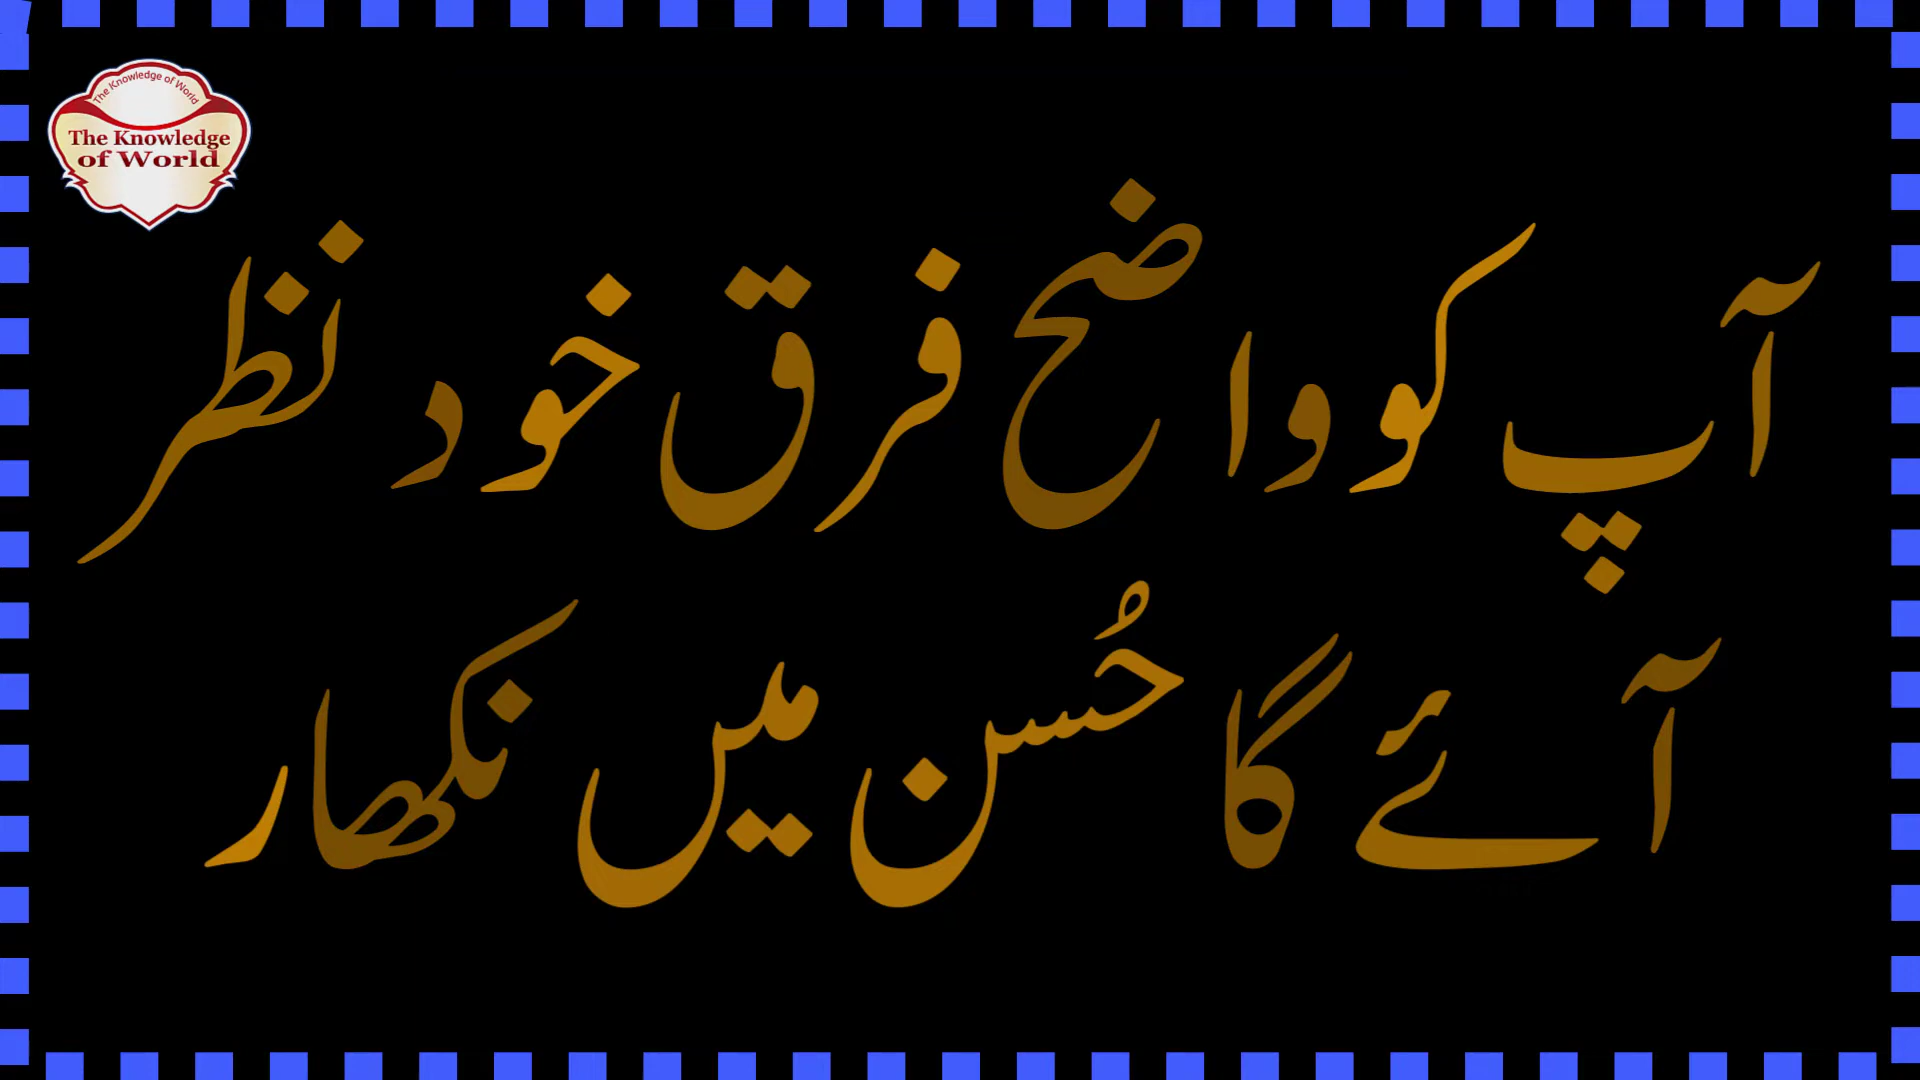 The Knowledge of World
The Knowledge
of World
آپ کو واضح فرق خود نظر
آئے گا حُسن میں نکھار